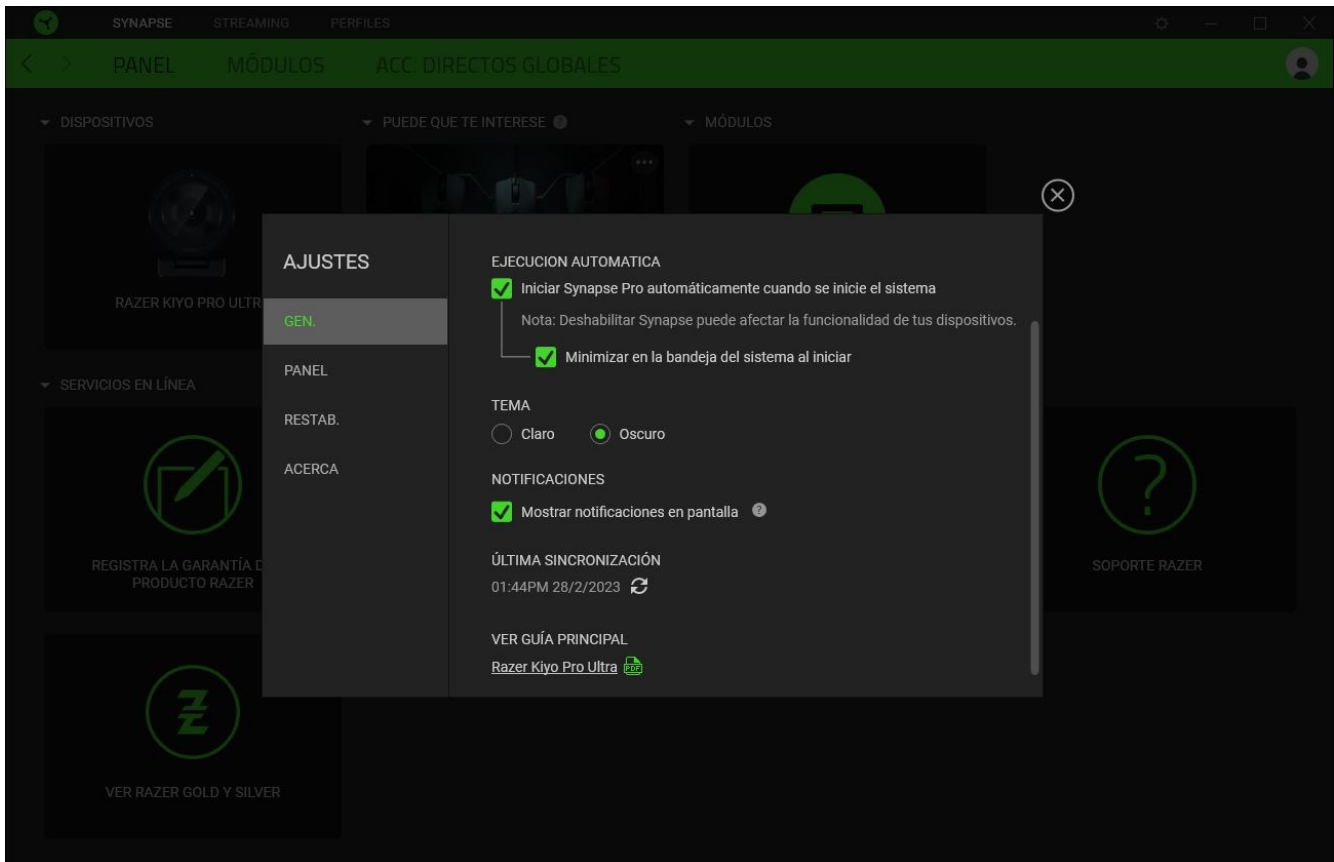 SYNAPSE STREAMING PERFILES
PANEL MÓDULOS ACC. DIRECTOS GLOBALES
DISPOSITIVOS
PUEDE QUE TE INTERESE ?
MÓDULOS
RAZER KIYO PRO ULTR
SERVICIOS EN LÍNEA
REGISTRA LA GARANTÍA D
PRODUCTO RAZER
VER RAZER GOLD Y SILVER
SOPORTE RAZER
AJUSTES
GEN.
PANEL
RESTAB.
ACERCA
EJECUCION AUTOMATICA
Iniciar Synapse Pro automáticamente cuando se inicie el sistema
Nota: Deshabilitar Synapse puede afectar la funcionalidad de tus dispositivos.
Minimizar en la bandeja del sistema al iniciar
TEMA
Claro Oscuro
NOTIFICACIONES
Mostrar notificaciones en pantalla ?
ÚLTIMA SINCRONIZACIÓN
01:44PM 28/2/2023
VER GUÍA PRINCIPAL
Razer Kiyo Pro Ultra PDF